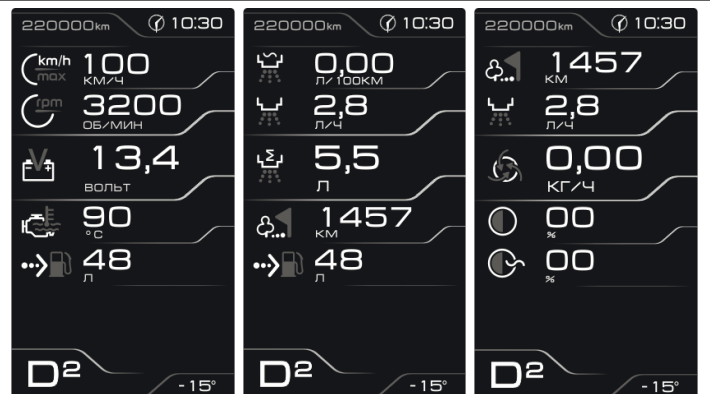 220000km 10:30
km/h
max
100
км/ч
rpm
3200
об/мин
V
13,4
вольт
90
°C
48
л
D2
-15°
220000km 10:30
0,00
л/100км
2,8
л/ч
Σ
5,5
л
1457
км
48
л
D2
-15°
220000km 10:30
1457
км
2,8
л/ч
0,00
кг/ч
00
%
00
%
D2
-15°